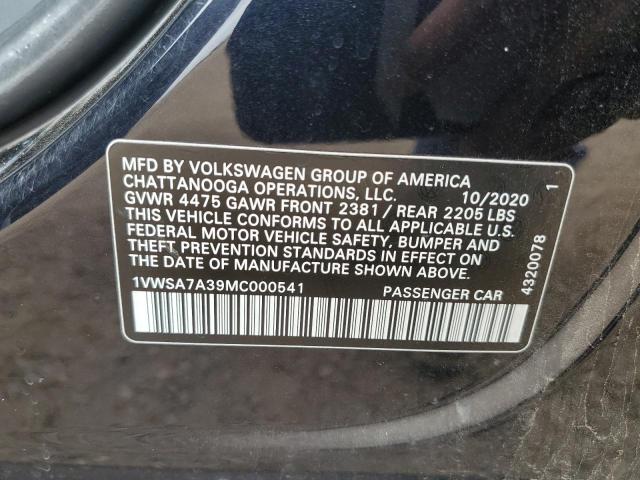 MFD BY VOLKSWAGEN GROUP OF AMERICA
CHATTANOOGA OPERATIONS, LLC. 10/2020
GVWR 4475 GAWR FRONT 2381 / REAR 2205 LBS
THIS VEHICLE CONFORMS TO ALL APPLICABLE U.S.
FEDERAL MOTOR VEHICLE SAFETY, BUMPER AND
THEFT PREVENTION STANDARDS IN EFFECT ON
THE DATE OF MANUFACTURE SHOWN ABOVE.
1VWSA7A39MC000541 PASSENGER CAR
4320078 1